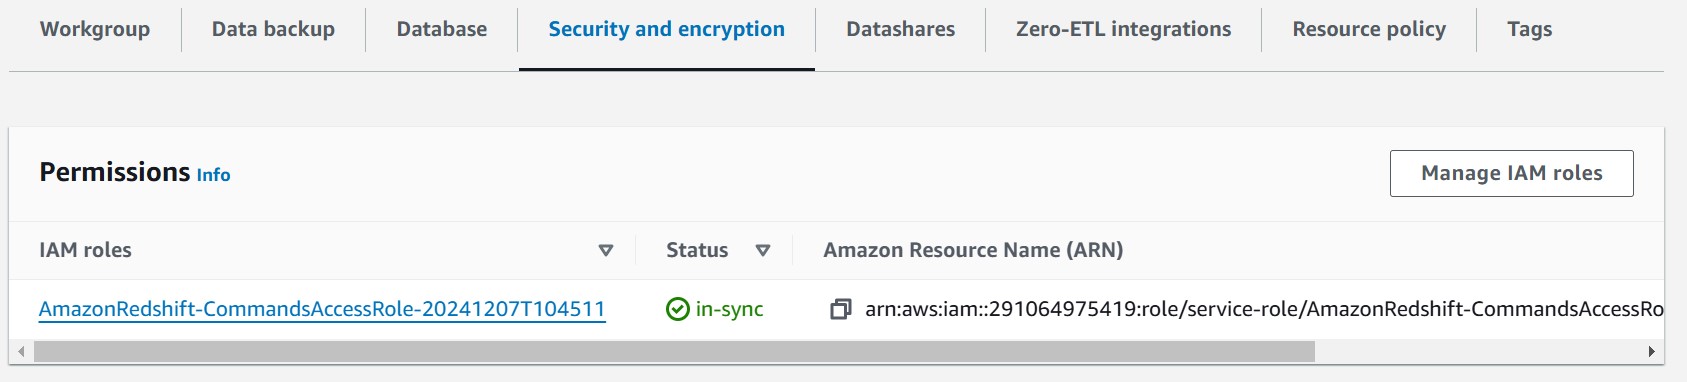 Workgroup Data backup Database Security and encryption Datashares Zero-ETL integrations Resource policy Tags
Permissions Info Manage IAM roles
IAM roles Status Amazon Resource Name (ARN)
AmazonRedshift-CommandsAccessRole-20241207T104511 in-sync arn:aws:iam::291064975419:role/service-role/AmazonRedshift-CommandsAccessRo